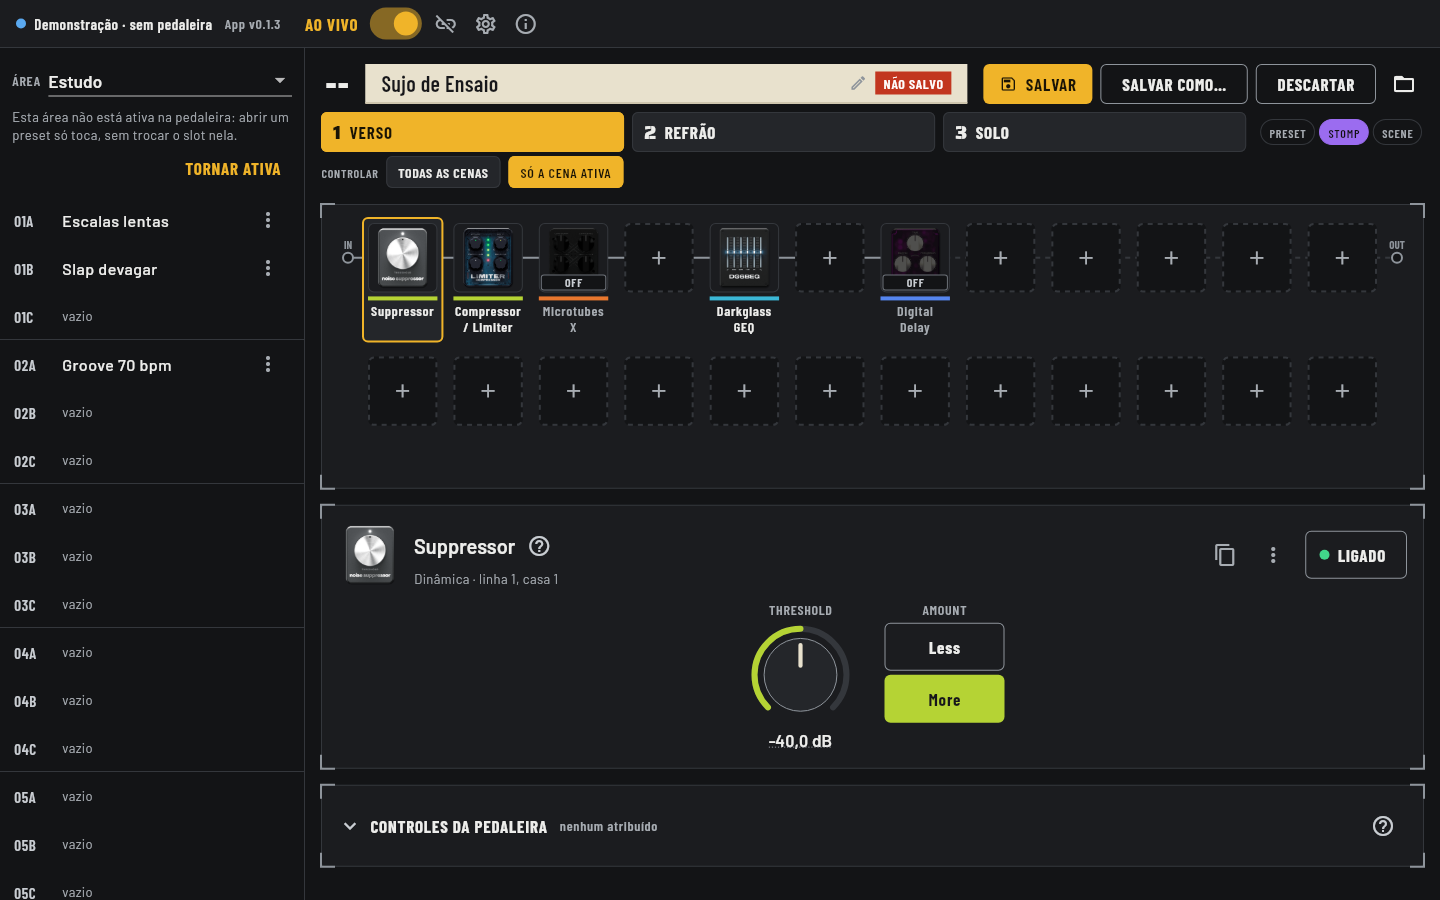 Demonstração · sem pedaleira App v0.1.3 AO VIVO
ÁREA Estudo
Esta área não está ativa na pedaleira: abrir um
preset só toca, sem trocar o slot nela.
TORNAR ATIVA
01A Escalas lentas
01B Slap devagar
01C vazio
02A Groove 70 bpm
02B vazio
02C vazio
03A vazio
03B vazio
03C vazio
04A vazio
04B vazio
04C vazio
05A vazio
05B vazio
05C vazio
-- Sujo de Ensaio NÃO SALVO SALVAR SALVAR COMO... DESCARTAR
1 VERSO 2 REFRÃO 3 SOLO PRESET STOMP SCENE
CONTROLAR TODAS AS CENAS SÓ A CENA ATIVA
IN OUT
noise suppressor LIMITER OFF DGSBEQ OFF
Suppressor Compressor / Limiter Microtubes X Darkglass GEQ Digital Delay
noise suppressor
Suppressor
Dinâmica · linha 1, casa 1
LIGADO
THRESHOLD AMOUNT
Less
More
-40,0 dB
CONTROLES DA PEDALEIRA nenhum atribuído